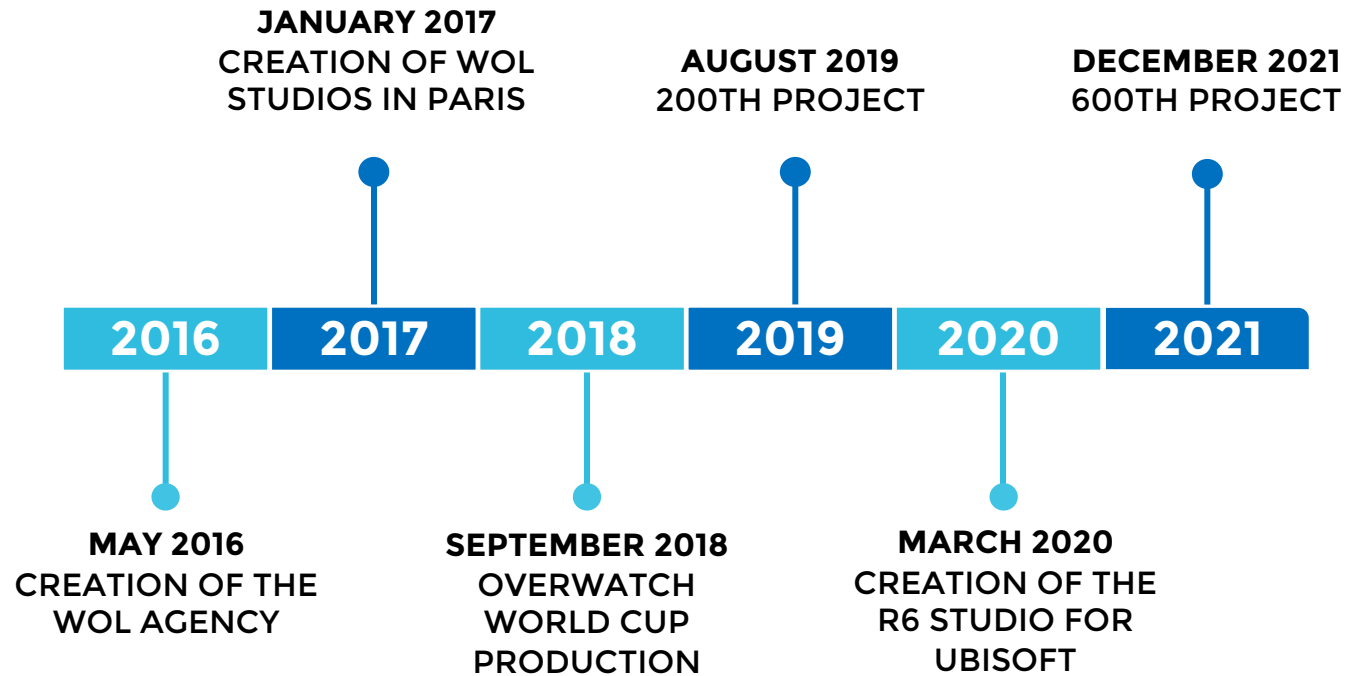 JANUARY 2017
CREATION OF WOL
STUDIOS IN PARIS
AUGUST 2019
200TH PROJECT
DECEMBER 2021
600TH PROJECT
2016
2017
2018
2019
2020
2021
MAY 2016
CREATION OF THE
WOL AGENCY
SEPTEMBER 2018
OVERWATCH
WORLD CUP
PRODUCTION
MARCH 2020
CREATION OF THE
R6 STUDIO FOR
UBISOFT